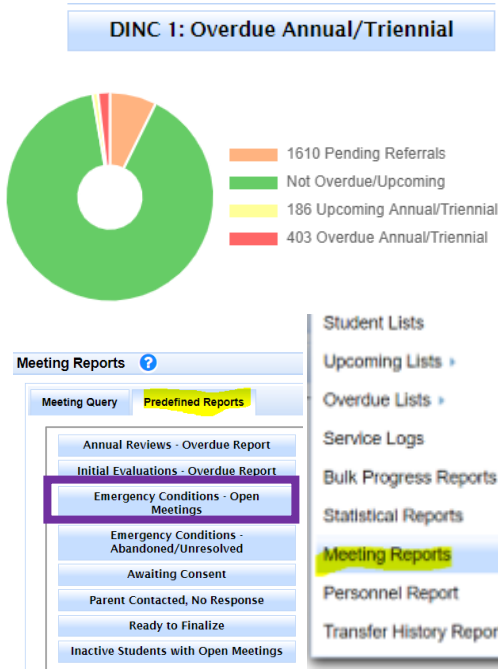 DINC 1: Overdue Annual/Triennial
1610 Pending Referrals
Not Overdue/Upcoming
186 Upcoming Annual/Triennial
403 Overdue Annual/Triennial
Meeting Reports ?
Meeting Query Predefined Reports
Annual Reviews - Overdue Report
Initial Evaluations - Overdue Report
Emergency Conditions - Open
Meetings
Emergency Conditions -
Abandoned/Unresolved
Awaiting Consent
Parent Contacted, No Response
Ready to Finalize
Inactive Students with Open Meetings
Student Lists
Upcoming Lists
Overdue Lists
Service Logs
Bulk Progress Reports
Statistical Reports
Meeting Reports
Personnel Report
Transfer History Repor